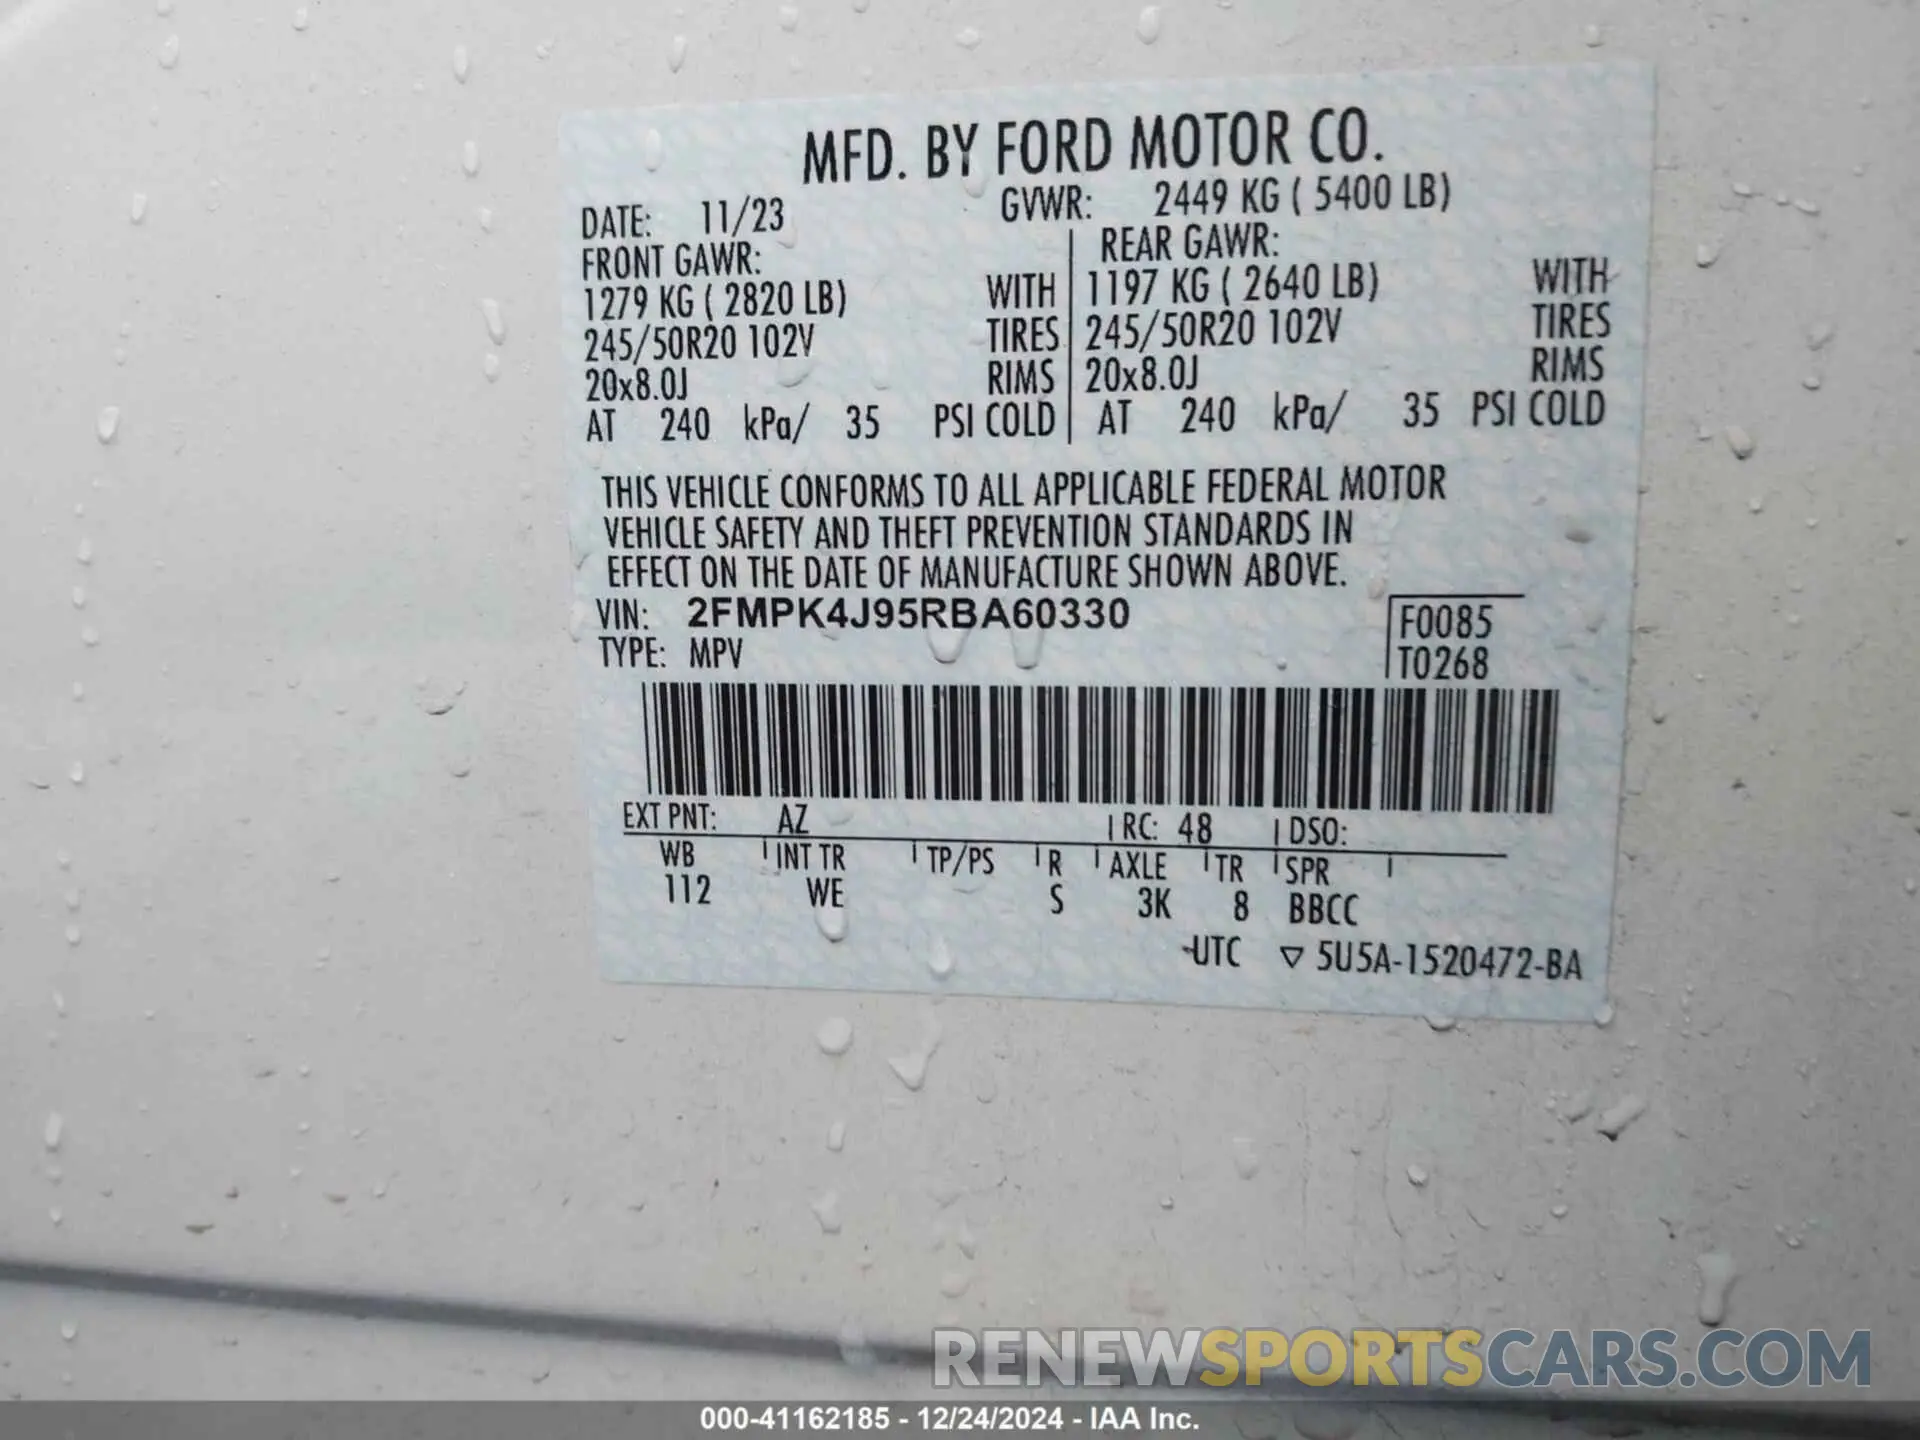 MFD. BY FORD MOTOR CO.
DATE: 11/23 GVWR: 2449 KG ( 5400 LB)
FRONT GAWR: REAR GAWR:
1279 KG ( 2820 LB) WITH 1197 KG ( 2640 LB) WITH
245/50R20 102V TIRES 245/50R20 102V TIRES
20x8.0J RIMS 20x8.0J RIMS
AT 240 kPa/ 35 PSI COLD AT 240 kPa/ 35 PSI COLD
THIS VEHICLE CONFORMS TO ALL APPLICABLE FEDERAL MOTOR
VEHICLE SAFETY AND THEFT PREVENTION STANDARDS IN
EFFECT ON THE DATE OF MANUFACTURE SHOWN ABOVE.
VIN: 2FMPK4J95RBA60330 F0085
TYPE: MPV T0268
EXT PNT: AZ RC: 48 DSO:
WB INT TR TP/PS R AXLE TR SPR
112 WE S 3K 8 BBCC
-UTC ▽ 5U5A-1520472-BA
RENEWSPORTSCARS.COM
000-41162185 - 12/24/2024 - IAA Inc.